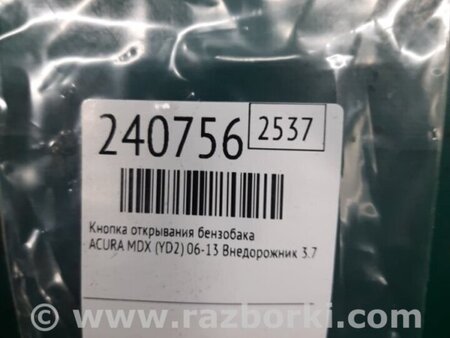 240756 2537
Кнопка открывания бензобака
ACURA MDX (YD2) 06-13 Внедорожник 3.7
www.razborki.com